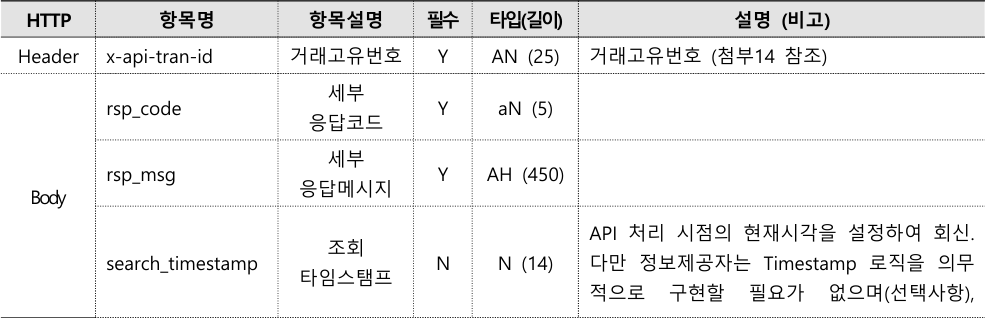 HTTP 항목명 항목설명 필수 타입(길이) 설명 (비고)
Header x-api-tran-id 거래고유번호 Y AN (25) 거래고유번호 (첨부14 참조)
Body
rsp_code 세부 응답코드 Y aN (5)
rsp_msg 세부 응답메시지 Y AH (450)
search_timestamp 조회 타임스탬프 N N (14) API 처리 시점의 현재시각을 설정하여 회신.
다만 정보제공자는 Timestamp 로직을 의무
적으로 구현할 필요가 없으며(선택사항),